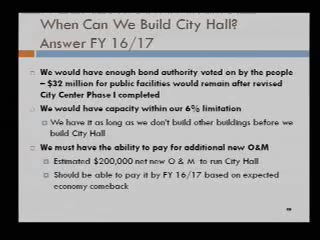 When Can We Build City Hall?
Answer FY 16/17
We would have enough bond authority voted on by the people
– $32 million for public facilities would remain after revised
City Center Phase I completed
We would have capacity within our 6% limitation
We have it as long as we don't build other buildings before we
build City Hall
We must have the ability to pay for additional new O&M
Estimated $200,000 net new O & M to run City Hall
Should be able to pay it by FY 16/17 based on expected
economy comeback